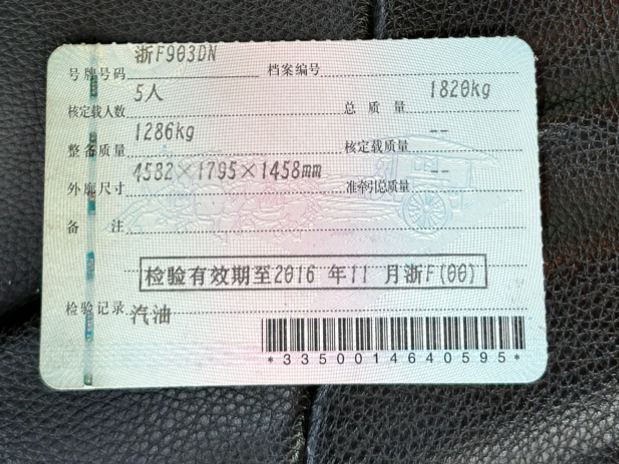 号牌号码 浙F903DN 档案编号
核定载人数 5人 总质量 1820kg
整备质量 1286kg 核定载质量 --
外廓尺寸 4582×1795×1458mm 准牵引总质量 --
备注
检验有效期至2016年11月浙F(00)
检验记录 汽油
*3350014640595*